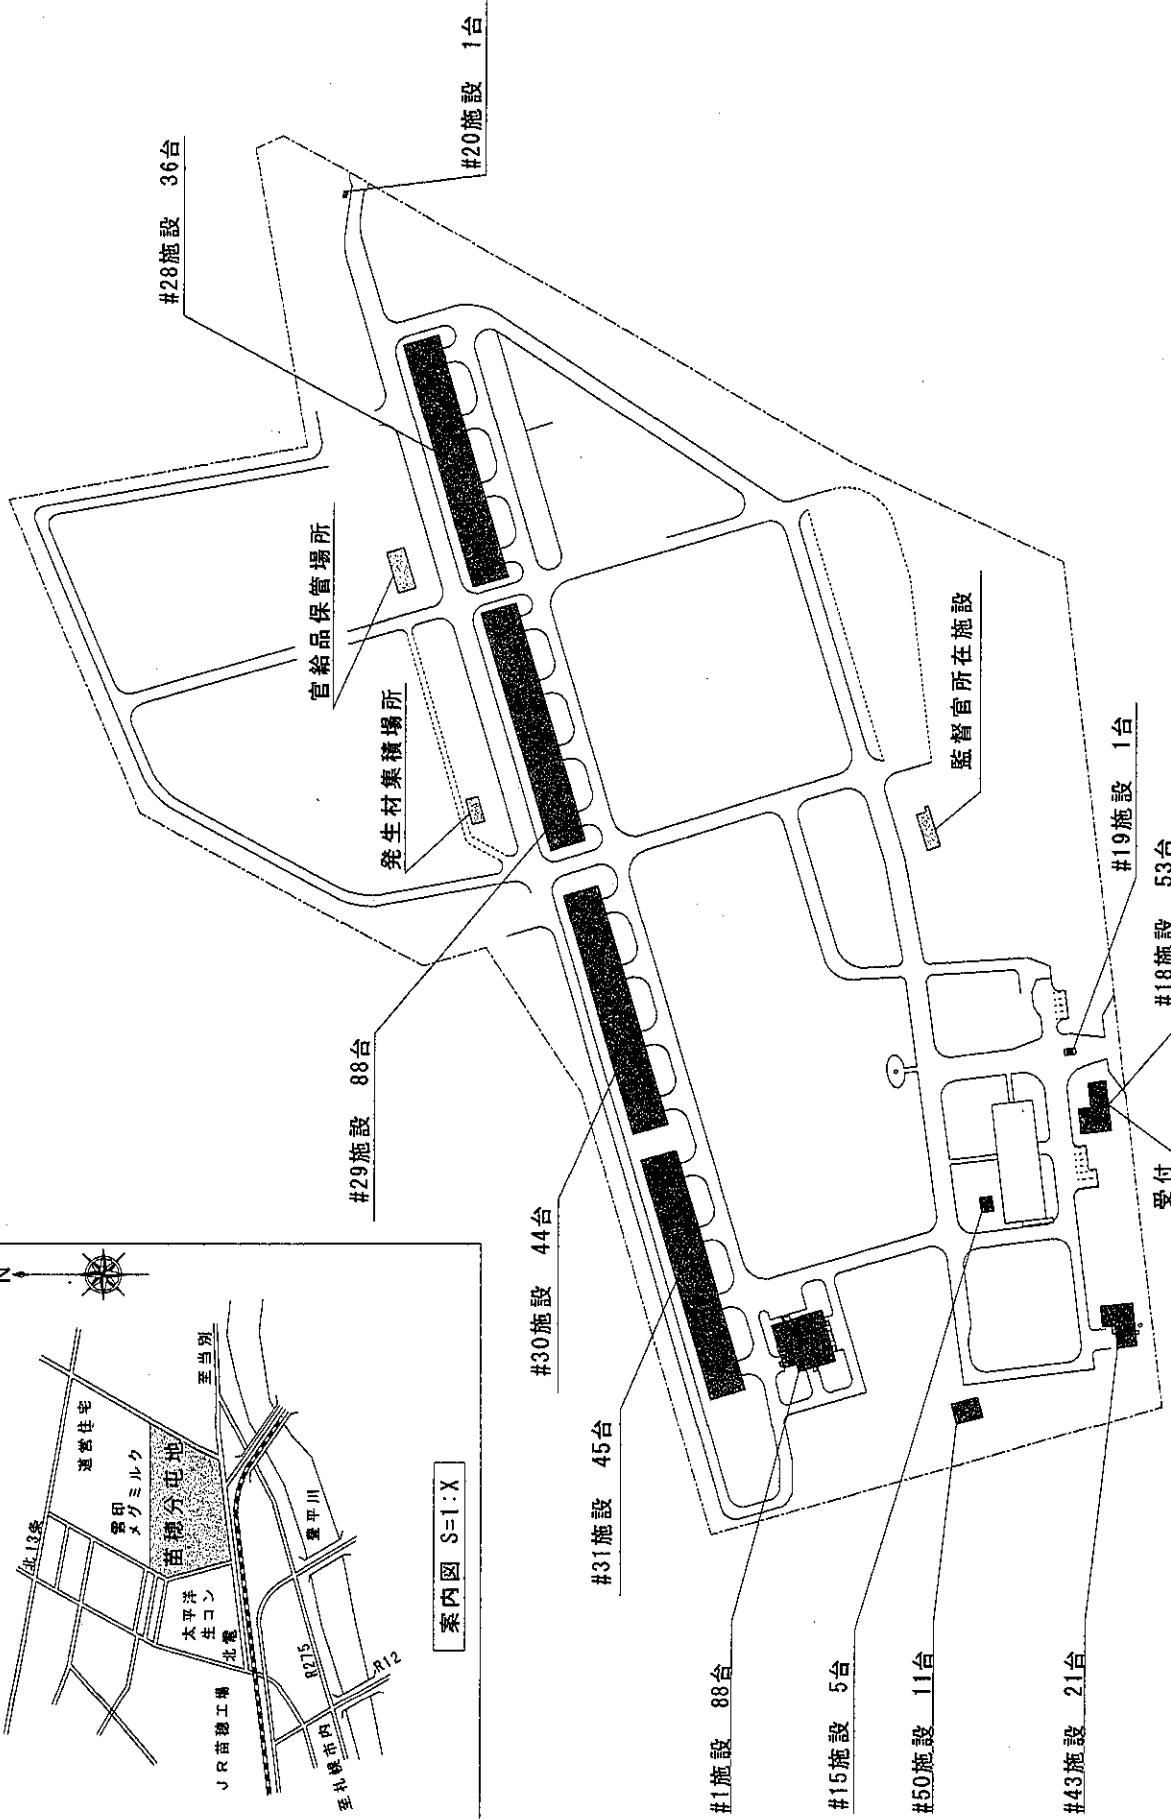 N
北13条
道営住宅
雪印
メグミルク
苗穂分屯地
至当別
太平洋
生コン
北電
JR苗穂工場
豊平川
R275
R12
至札幌市内
案内図 S=1:X
#28施設 36台
#20施設 1台
官給品保管場所
発生材集積場所
#29施設 88台
#30施設 44台
#31施設 45台
監督官所在施設
#19施設 1台
#18施設 53台
受付
#1施設 88台
#15施設 5台
#50施設 11台
#43施設 21台